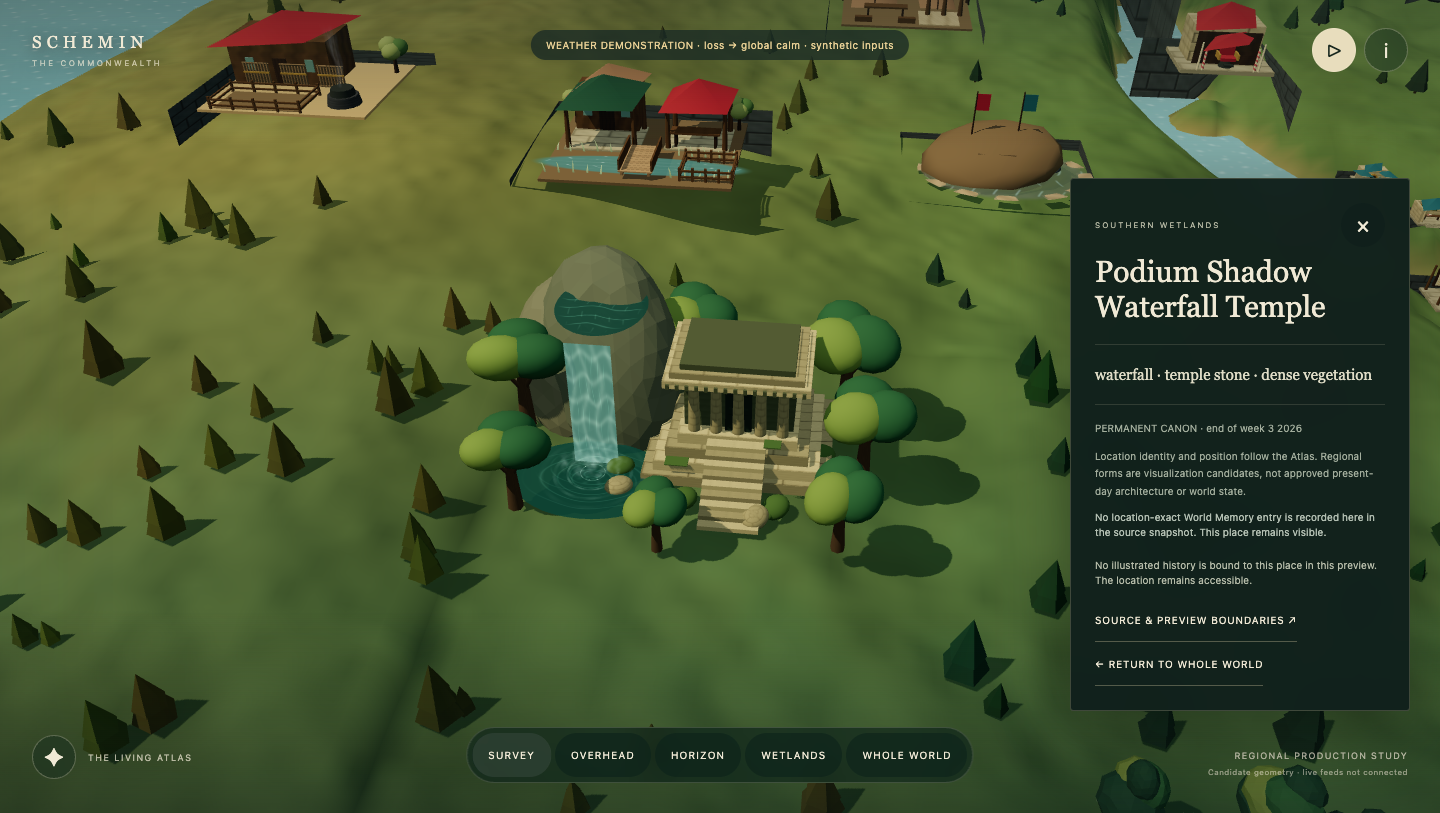 SCHEMIN
THE COMMONWEALTH
WEATHER DEMONSTRATION · loss → global calm · synthetic inputs
i
SOUTHERN WETLANDS
Podium Shadow
Waterfall Temple
waterfall · temple stone · dense vegetation
PERMANENT CANON · end of week 3 2026
Location identity and position follow the Atlas. Regional
forms are visualization candidates, not approved present-
day architecture or world state.
No location-exact World Memory entry is recorded here in
the source snapshot. This place remains visible.
No illustrated history is bound to this place in this preview.
The location remains accessible.
SOURCE & PREVIEW BOUNDARIES ↗
← RETURN TO WHOLE WORLD
THE LIVING ATLAS
SURVEY
OVERHEAD
HORIZON
WETLANDS
WHOLE WORLD
REGIONAL PRODUCTION STUDY
Candidate geometry · live feeds not connected